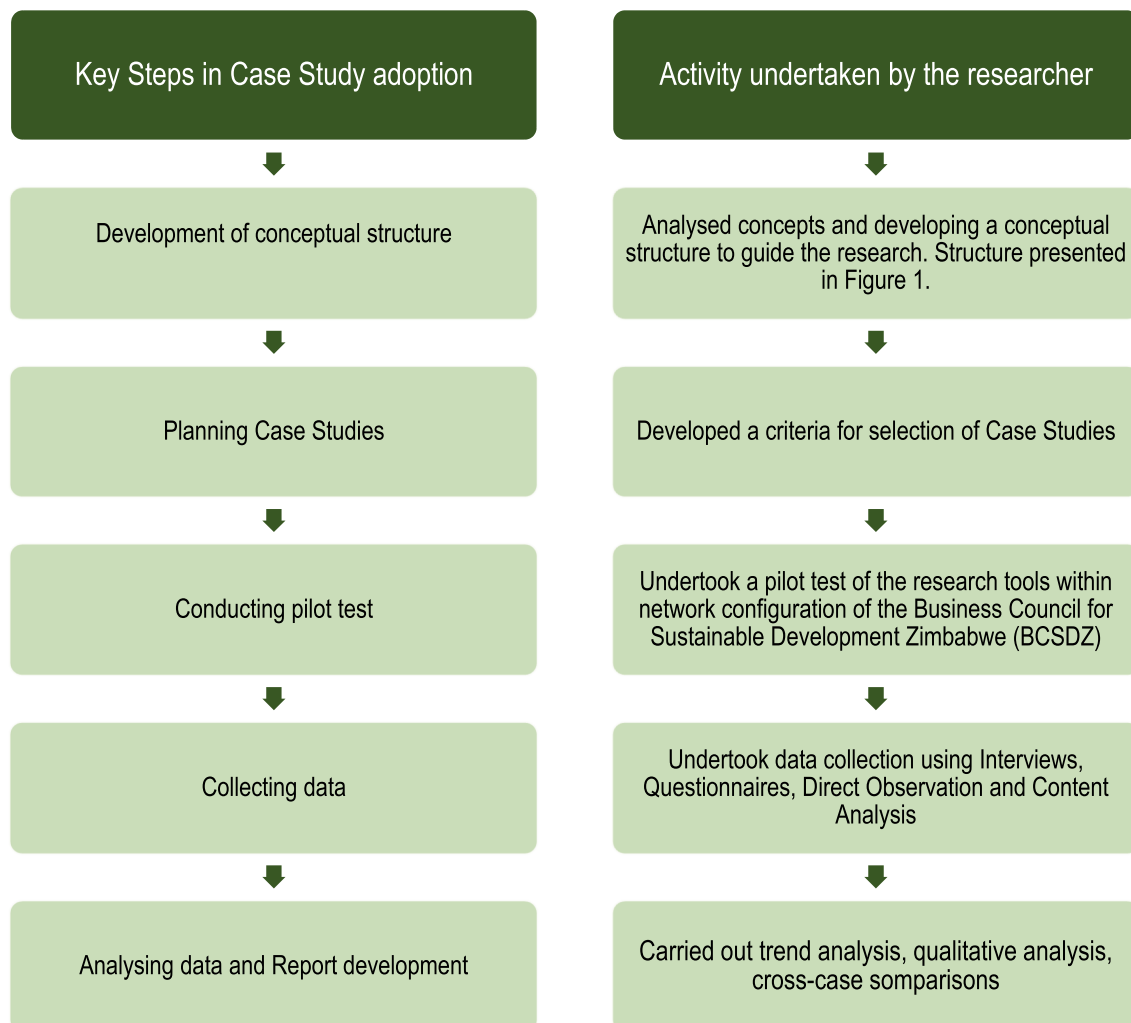 Key Steps in Case Study adoption
Development of conceptual structure
Planning Case Studies
Conducting pilot test
Collecting data
Analysing data and Report development
Activity undertaken by the researcher
Analysed concepts and developing a conceptual
structure to guide the research. Structure presented
in Figure 1.
Developed a criteria for selection of Case Studies
Undertook a pilot test of the research tools within
network configuration of the Business Council for
Sustainable Development Zimbabwe (BCSDZ)
Undertook data collection using Interviews,
Questionnaires, Direct Observation and Content
Analysis
Carried out trend analysis, qualitative analysis,
cross-case somparisons